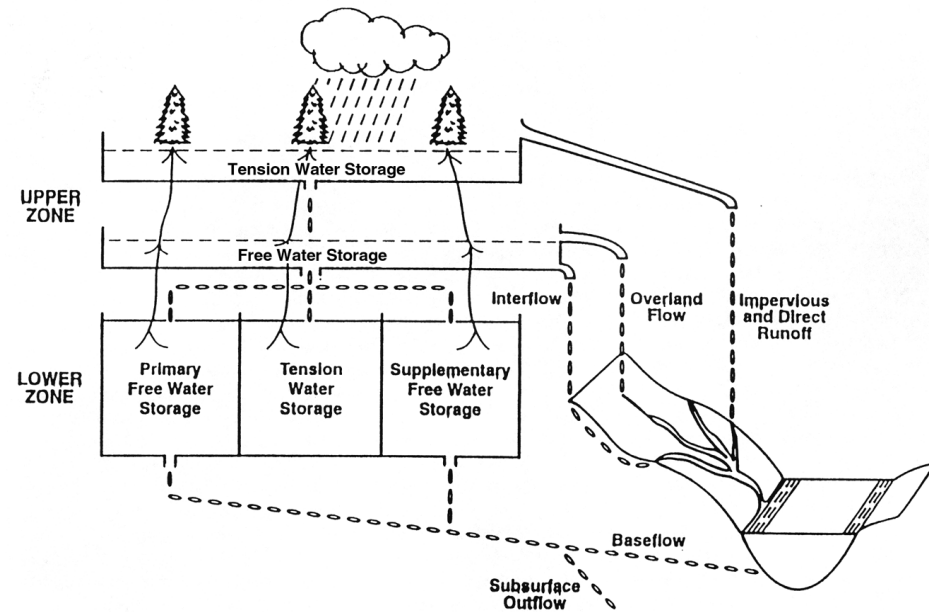 Tension Water Storage
UPPER
ZONE
Free Water Storage
Interflow
Overland
Flow
Impervious
and Direct
Runoff
LOWER
ZONE
Primary
Free Water
Storage
Tension
Water
Storage
Supplementary
Free Water
Storage
Baseflow
Subsurface
Outflow